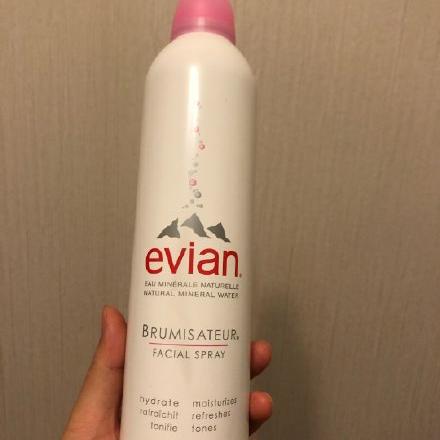 evian®
EAU MINÉRALE NATURELLE
NATURAL MINERAL WATER
BRUMISATEUR®
FACIAL SPRAY
hydrate moisturizes
rafraîchit refreshes
tonifie tones